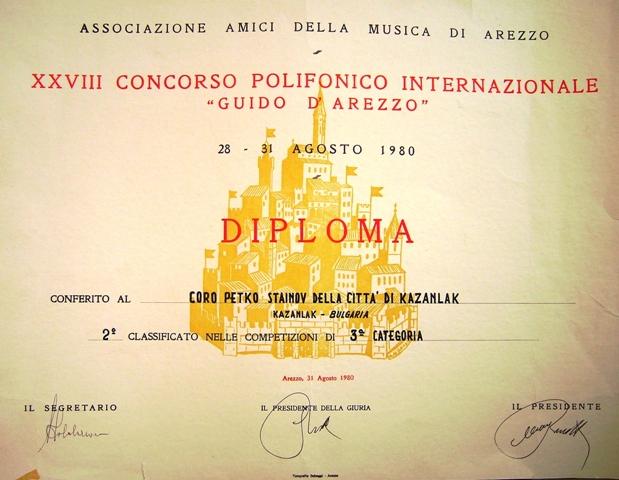 ASSOCIAZIONE AMICI DELLA MUSICA DI AREZZO
XXVIII CONCORSO POLIFONICO INTERNAZIONALE
"GUIDO D'AREZZO"
28 - 31 AGOSTO 1980
DIPLOMA
CONFERITO AL CORO PETKO STAINOV DELLA CITTA' DI KAZANLAK
KAZANLAK - BULGARIA
2º CLASSIFICATO NELLE COMPETIZIONI DI 3ª CATEGORIA
Arezzo, 31 Agosto 1980
IL SEGRETARIO IL PRESIDENTE DELLA GIURIA IL PRESIDENTE